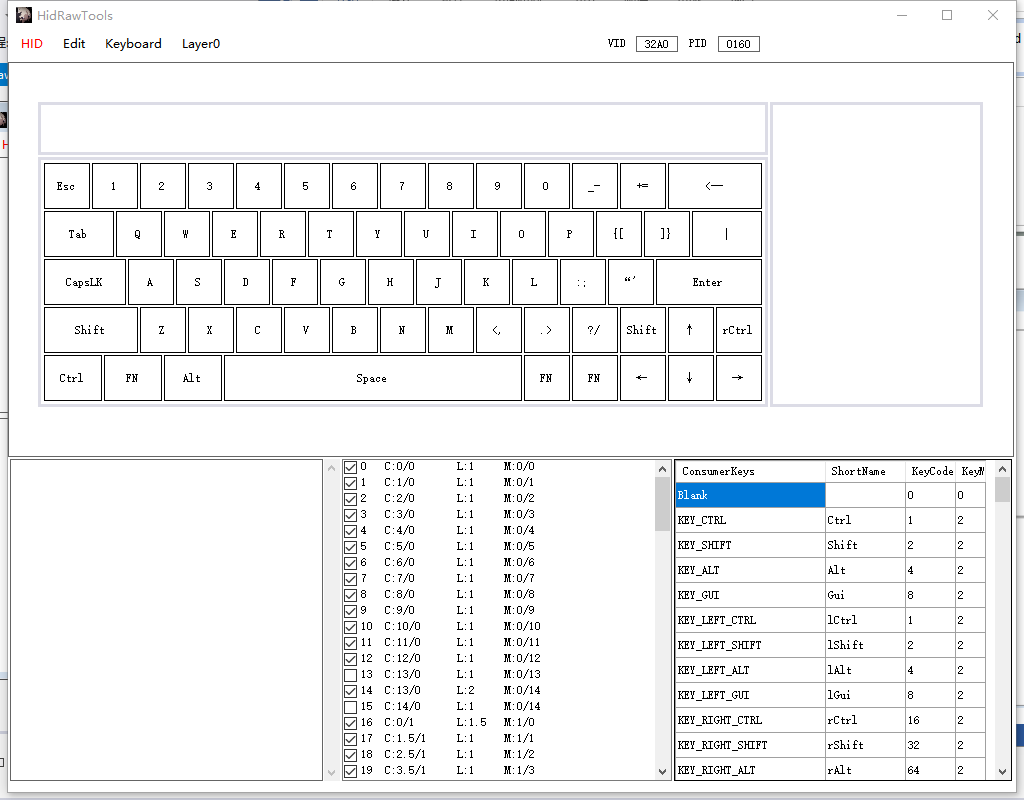 HidRawTools
HID Edit Keyboard Layer0 VID 32A0 PID 0160
Esc 1 2 3 4 5 6 7 8 9 0 _- += <—
Tab Q W E R T Y U I O P {[ ]} |
CapsLK A S D F G H J K L :; “’ Enter
Shift Z X C V B N M <, .> ?/ Shift ↑ rCtrl
Ctrl FN Alt Space FN FN ← ↓ →
0 C:0/0 L:1 M:0/0
1 C:1/0 L:1 M:0/1
2 C:2/0 L:1 M:0/2
3 C:3/0 L:1 M:0/3
4 C:4/0 L:1 M:0/4
5 C:5/0 L:1 M:0/5
6 C:6/0 L:1 M:0/6
7 C:7/0 L:1 M:0/7
8 C:8/0 L:1 M:0/8
9 C:9/0 L:1 M:0/9
10 C:10/0 L:1 M:0/10
11 C:11/0 L:1 M:0/11
12 C:12/0 L:1 M:0/12
13 C:13/0 L:1 M:0/13
14 C:13/0 L:2 M:0/14
15 C:14/0 L:1 M:0/14
16 C:0/1 L:1.5 M:1/0
17 C:1.5/1 L:1 M:1/1
18 C:2.5/1 L:1 M:1/2
19 C:3.5/1 L:1 M:1/3
ConsumerKeys ShortName KeyCode
Blank 0 0
KEY_CTRL Ctrl 1 2
KEY_SHIFT Shift 2 2
KEY_ALT Alt 4 2
KEY_GUI Gui 8 2
KEY_LEFT_CTRL lCtrl 1 2
KEY_LEFT_SHIFT lShift 2 2
KEY_LEFT_ALT lAlt 4 2
KEY_LEFT_GUI lGui 8 2
KEY_RIGHT_CTRL rCtrl 16 2
KEY_RIGHT_SHIFT rShift 32 2
KEY_RIGHT_ALT rAlt 64 2